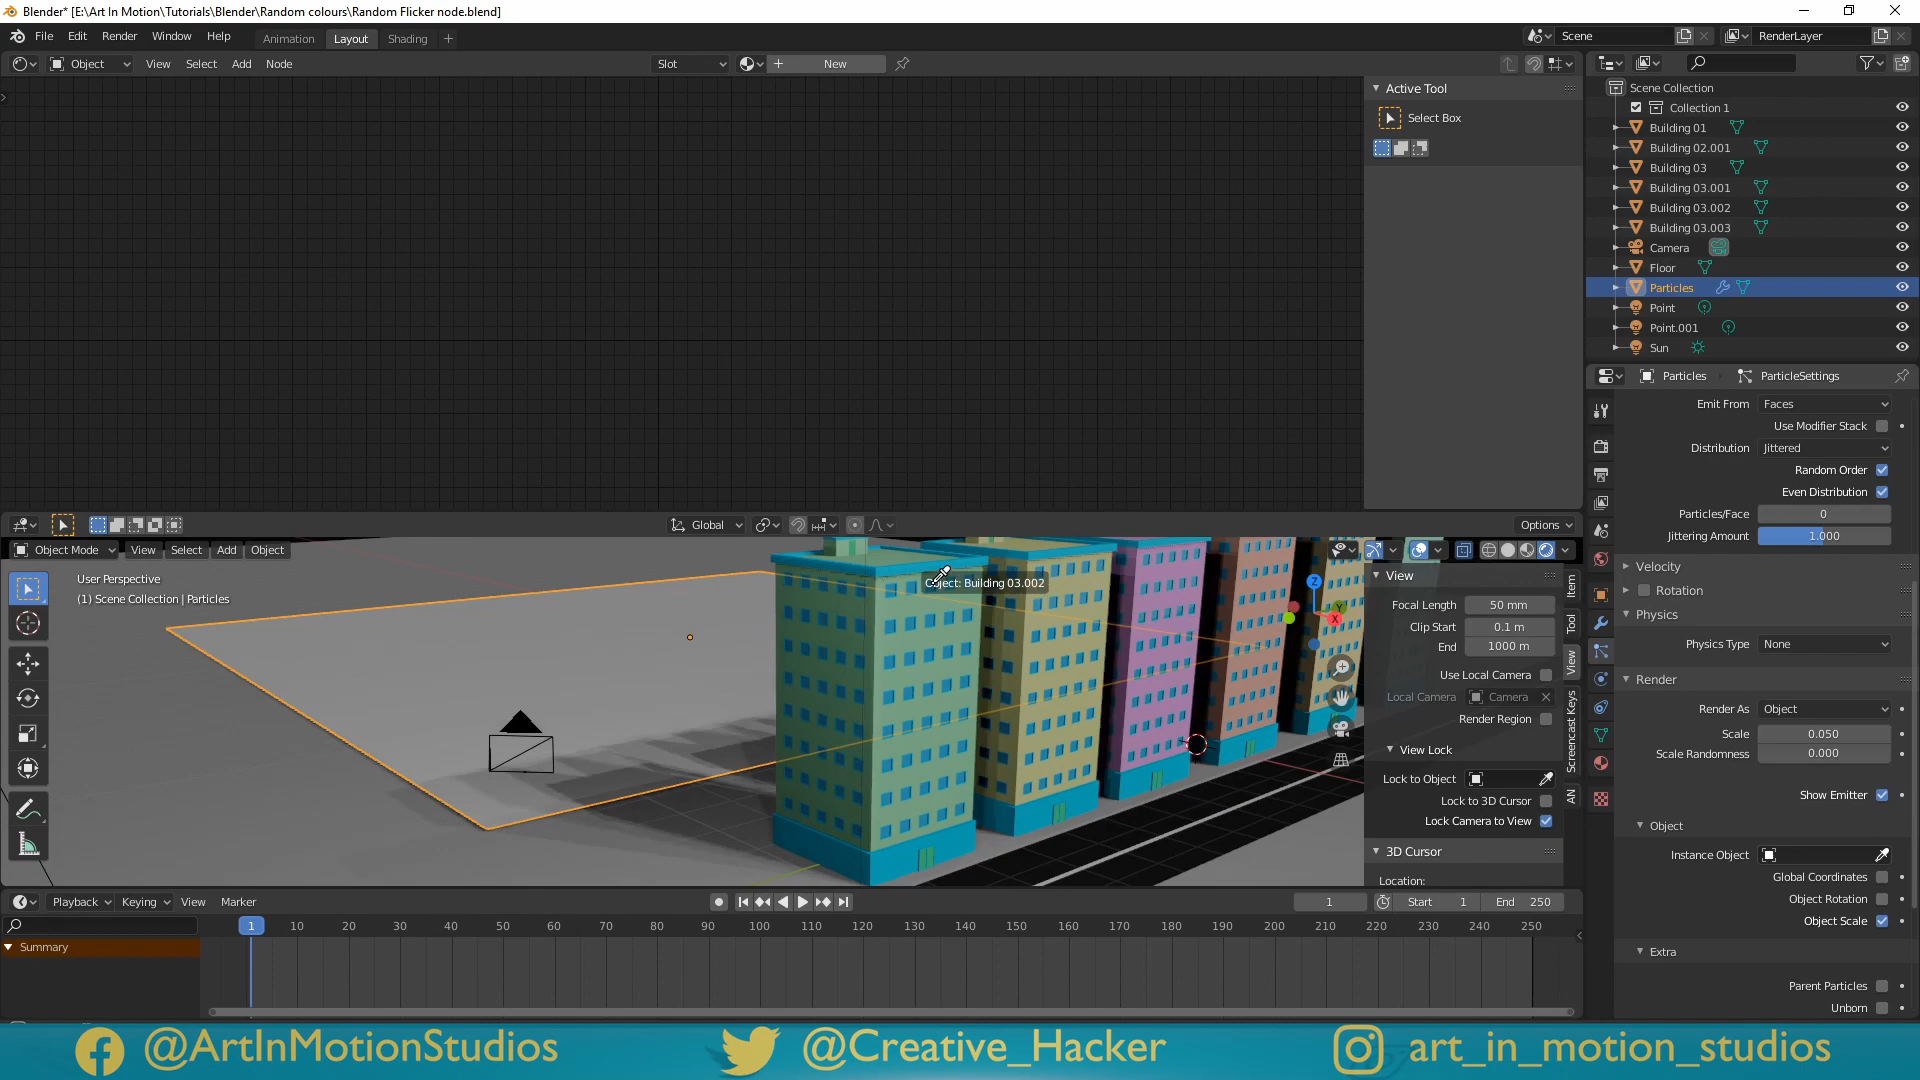 Blender* [E:\Art In Motion\Tutorials\Blender\Random colours\Random Flicker node.blend]
File Edit Render Window Help Animation Layout Shading + Scene RenderLayer
Object View Select Add Node Slot New
Active Tool
Select Box
Scene Collection
Collection 1
Building 01
Building 02.001
Building 03
Building 03.001
Building 03.002
Building 03.003
Camera
Floor
Particles
Point
Point.001
Sun
Particles ParticleSettings
Emit From Faces
Use Modifier Stack
Distribution Jittered
Random Order
Even Distribution
Particles/Face 0
Jittering Amount 1.000
Velocity
Rotation
Physics
Physics Type None
Render
Render As Object
Scale 0.050
Scale Randomness 0.000
Show Emitter
Object
Instance Object
Global Coordinates
Object Rotation
Object Scale
Extra
Parent Particles
Unborn
Global Options
Object Mode View Select Add Object
User Perspective
(1) Scene Collection | Particles
Object: Building 03.002
Z
Y
X
View
Focal Length 50 mm
Clip Start 0.1 m
End 1000 m
Use Local Camera
Local Camera Camera
Render Region
View Lock
Lock to Object
Lock to 3D Cursor
Lock Camera to View
3D Cursor
Location:
Item
Tool
View
Screencast Keys
AN
Playback Keying View Marker 1 Start 1 End 250
1 10 20 30 40 50 60 70 80 90 100 110 120 130 140 150 160 170 180 190 200 210 220 230 240 250
Summary
@ArtInMotionStudios @Creative_Hacker art_in_motion_studios